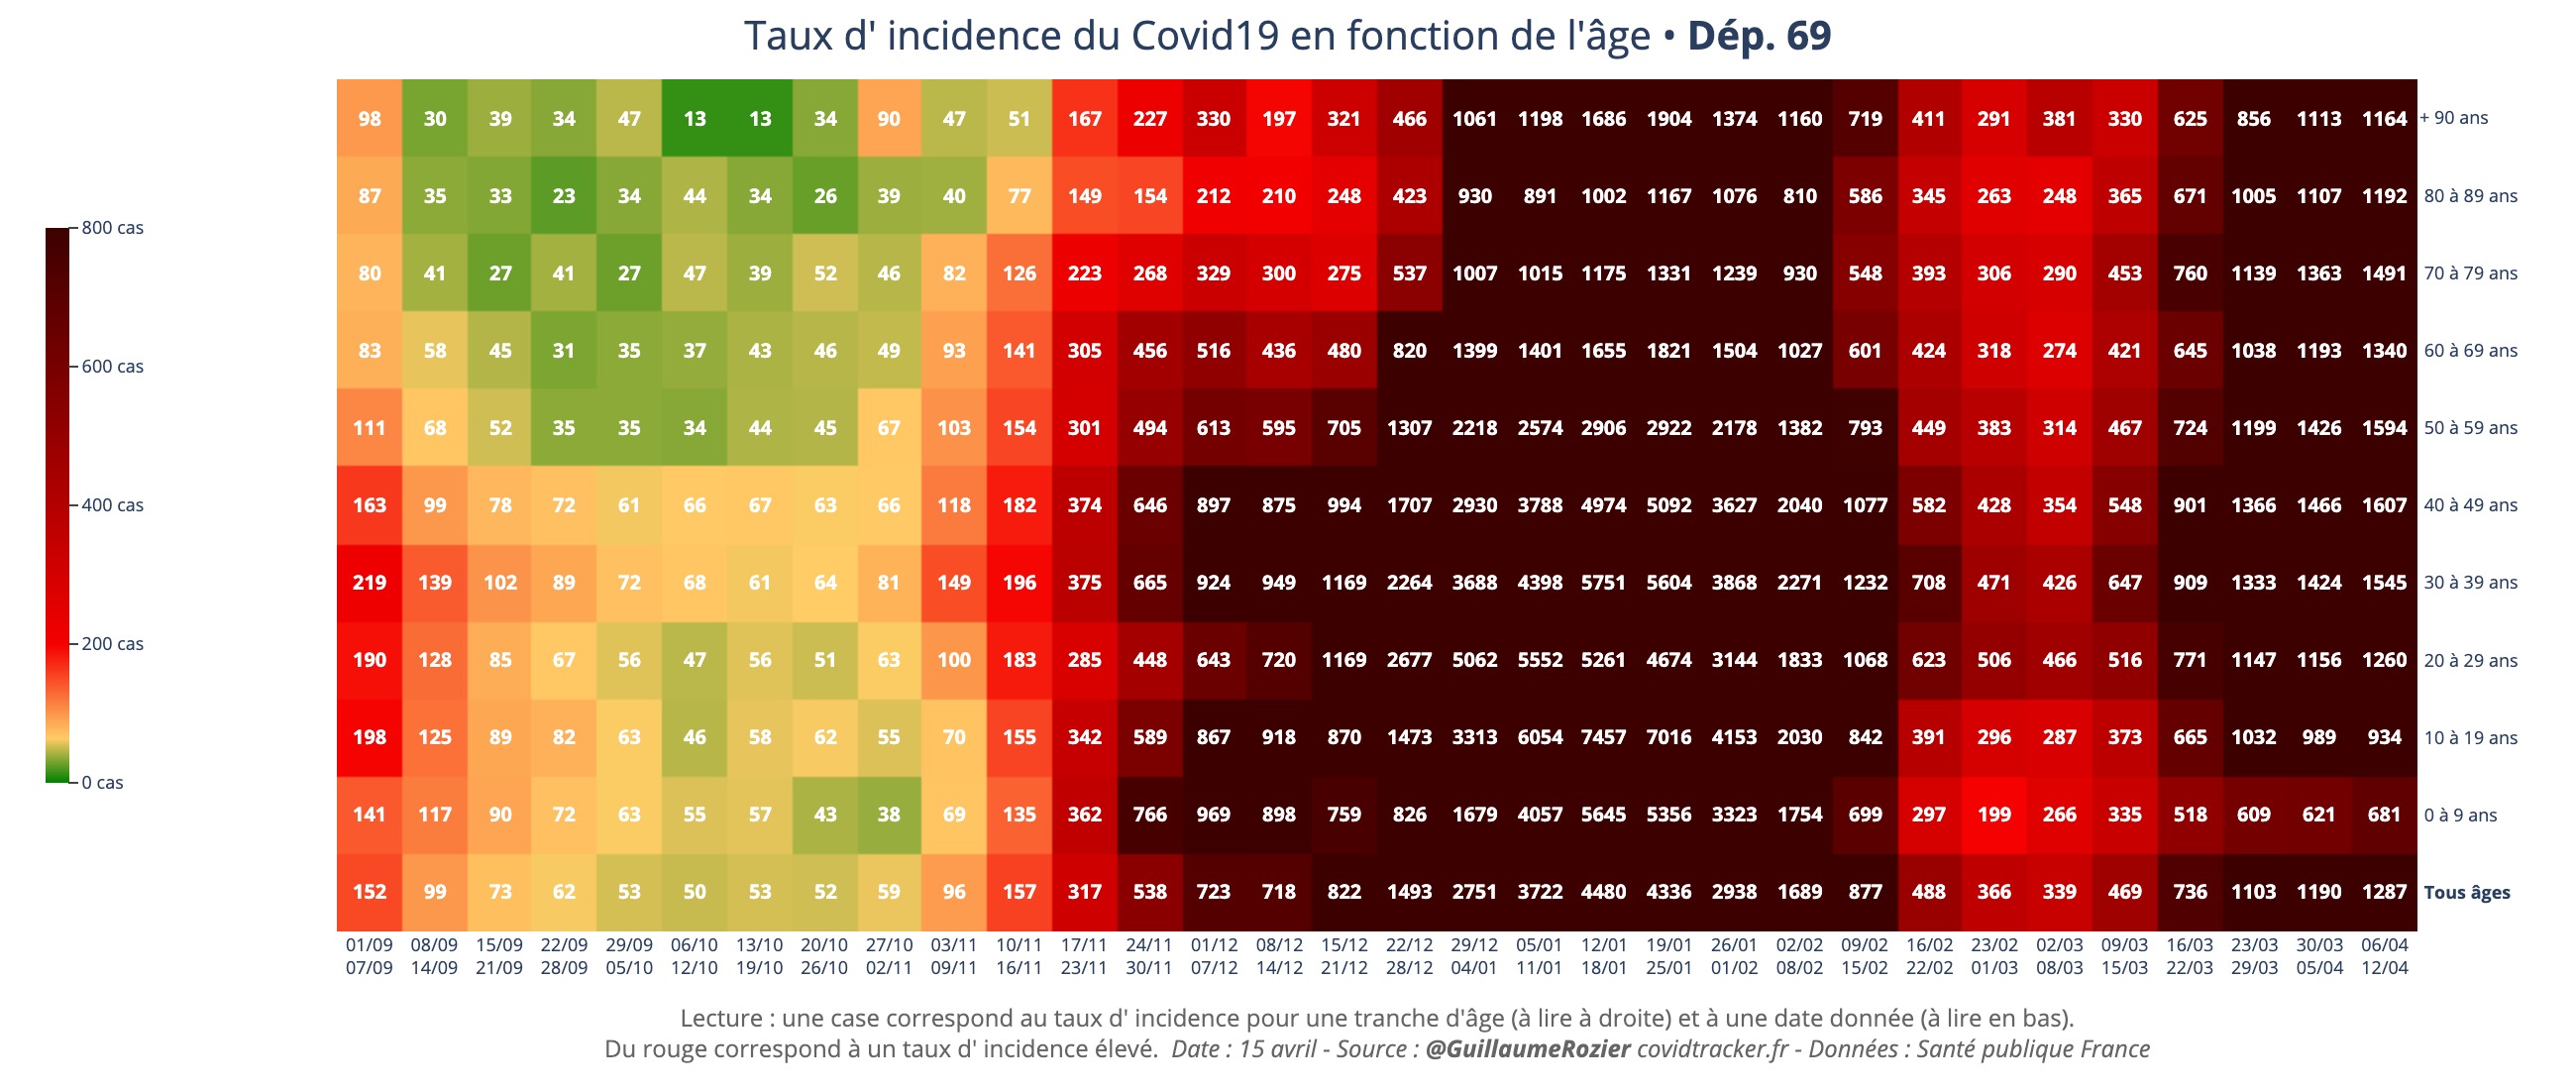 Taux d' incidence du Covid19 en fonction de l'âge • Dép. 69
98 30 39 34 47 13 13 34 90 47 51 167 227 330 197 321 466 1061 1198 1686 1904 1374 1160 719 411 291 381 330 625 856 1113 1164 + 90 ans
87 35 33 23 34 44 34 26 39 40 77 149 154 212 210 248 423 930 891 1002 1167 1076 810 586 345 263 248 365 671 1005 1107 1192 80 à 89 ans
800 cas
80 41 27 41 27 47 39 52 46 82 126 223 268 329 300 275 537 1007 1015 1175 1331 1239 930 548 393 306 290 453 760 1139 1363 1491 70 à 79 ans
83 58 45 31 35 37 43 46 49 93 141 305 456 516 436 480 820 1399 1401 1655 1821 1504 1027 601 424 318 274 421 645 1038 1193 1340 60 à 69 ans
600 cas
111 68 52 35 35 34 44 45 67 103 154 301 494 613 595 705 1307 2218 2574 2906 2922 2178 1382 793 449 383 314 467 724 1199 1426 1594 50 à 59 ans
400 cas
163 99 78 72 61 66 67 63 66 118 182 374 646 897 875 994 1707 2930 3788 4974 5092 3627 2040 1077 582 428 354 548 901 1366 1466 1607 40 à 49 ans
219 139 102 89 72 68 61 64 81 149 196 375 665 924 949 1169 2264 3688 4398 5751 5604 3868 2271 1232 708 471 426 647 909 1333 1424 1545 30 à 39 ans
200 cas
190 128 85 67 56 47 56 51 63 100 183 285 448 643 720 1169 2677 5062 5552 5261 4674 3144 1833 1068 623 506 466 516 771 1147 1156 1260 20 à 29 ans
198 125 89 82 63 46 58 62 55 70 155 342 589 867 918 870 1473 3313 6054 7457 7016 4153 2030 842 391 296 287 373 665 1032 989 934 10 à 19 ans
0 cas
141 117 90 72 63 55 57 43 38 69 135 362 766 969 898 759 826 1679 4057 5645 5356 3323 1754 699 297 199 266 335 518 609 621 681 0 à 9 ans
152 99 73 62 53 50 53 52 59 96 157 317 538 723 718 822 1493 2751 3722 4480 4336 2938 1689 877 488 366 339 469 736 1103 1190 1287 Tous âges
01/09 08/09 15/09 22/09 29/09 06/10 13/10 20/10 27/10 03/11 10/11 17/11 24/11 01/12 08/12 15/12 22/12 29/12 05/01 12/01 19/01 26/01 02/02 09/02 16/02 23/02 02/03 09/03 16/03 23/03 30/03 06/04
07/09 14/09 21/09 28/09 05/10 12/10 19/10 26/10 02/11 09/11 16/11 23/11 30/11 07/12 14/12 21/12 28/12 04/01 11/01 18/01 25/01 01/02 08/02 15/02 22/02 01/03 08/03 15/03 22/03 29/03 05/04 12/04
Lecture : une case correspond au taux d' incidence pour une tranche d'âge (à lire à droite) et à une date donnée (à lire en bas).
Du rouge correspond à un taux d' incidence élevé. Date : 15 avril - Source : @GuillaumeRozier covidtracker.fr - Données : Santé publique France